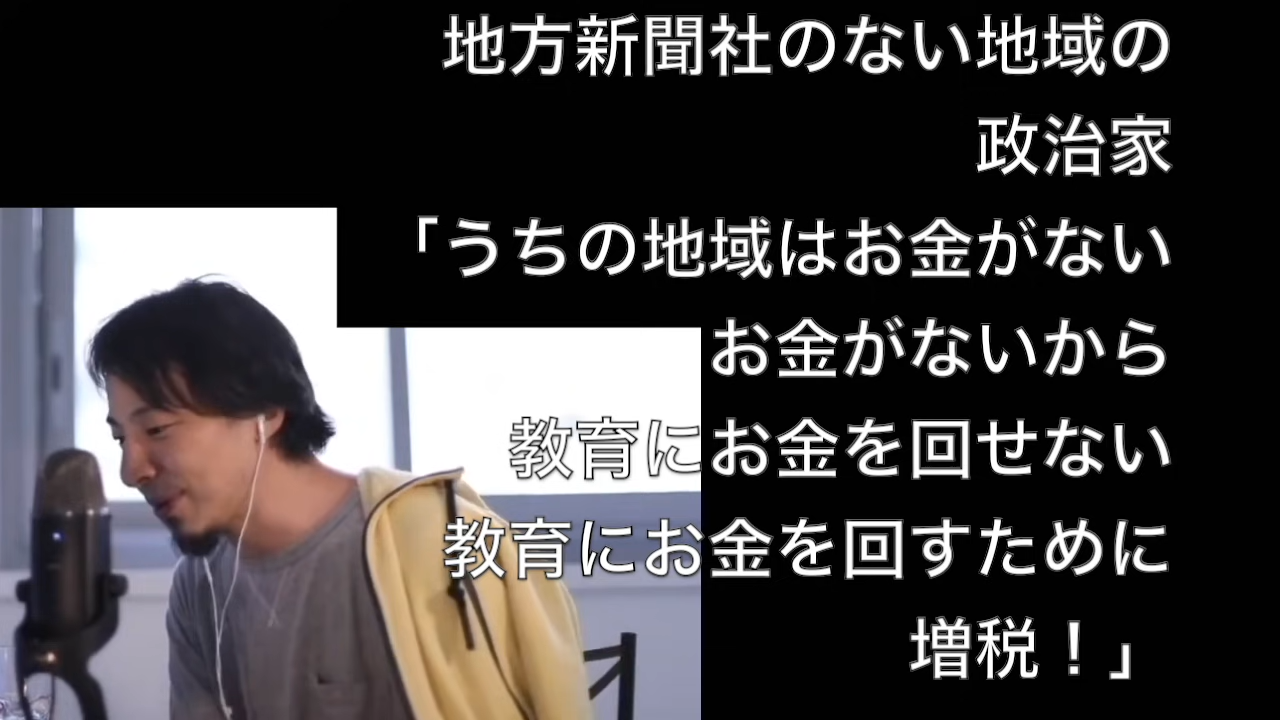 地方新聞社のない地域の
政治家
「うちの地域はお金がない
お金がないから
教育にお金を回せない
教育にお金を回すために
増税！」